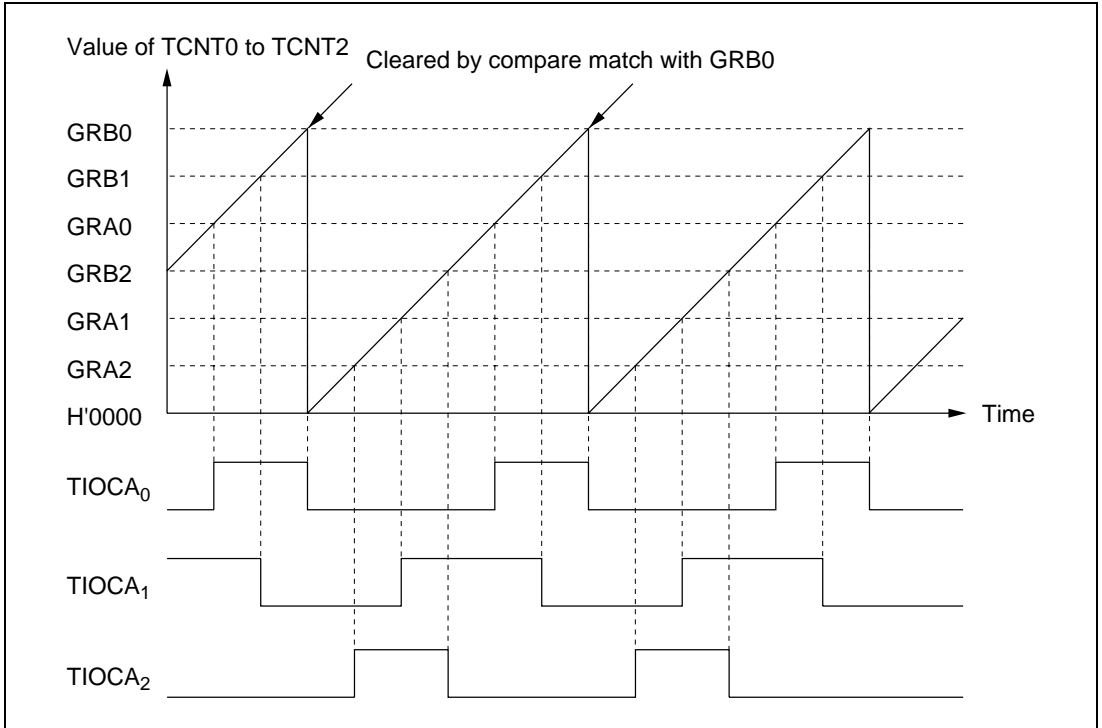 Value of TCNT0 to TCNT2
Cleared by compare match with GRB0
GRB0
GRB1
GRA0
GRB2
GRA1
GRA2
H'0000
Time
TIOCA₀
TIOCA₁
TIOCA₂